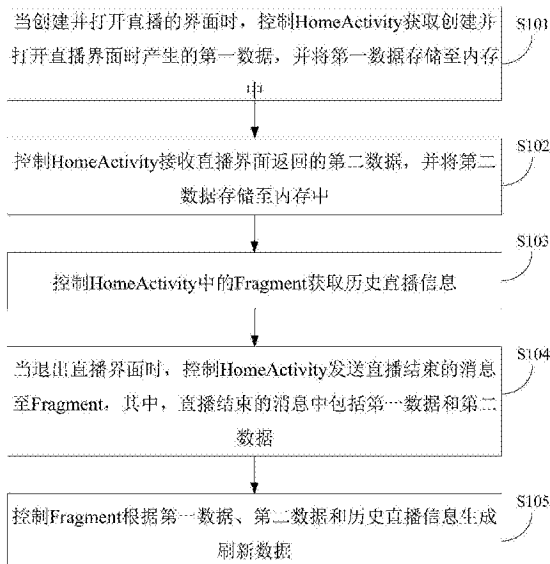 当创建并打开直播的界面时，控制HomeActivity获取创建并
打开直播界面时产生的第一数据，并将第一数据存储至内存
中
S101
控制HomeActivity接收直播界面返回的第二数据，并将第二
数据存储至内存中
S102
控制HomeActivity中的Fragment获取历史直播信息
S103
当退出直播界面时，控制HomeActivity发送直播结束的消息
至Fragment，其中，直播结束的消息中包括第一数据和第二
数据
S104
控制Fragment根据第一数据、第二数据和历史直播信息生成
刷新数据
S105